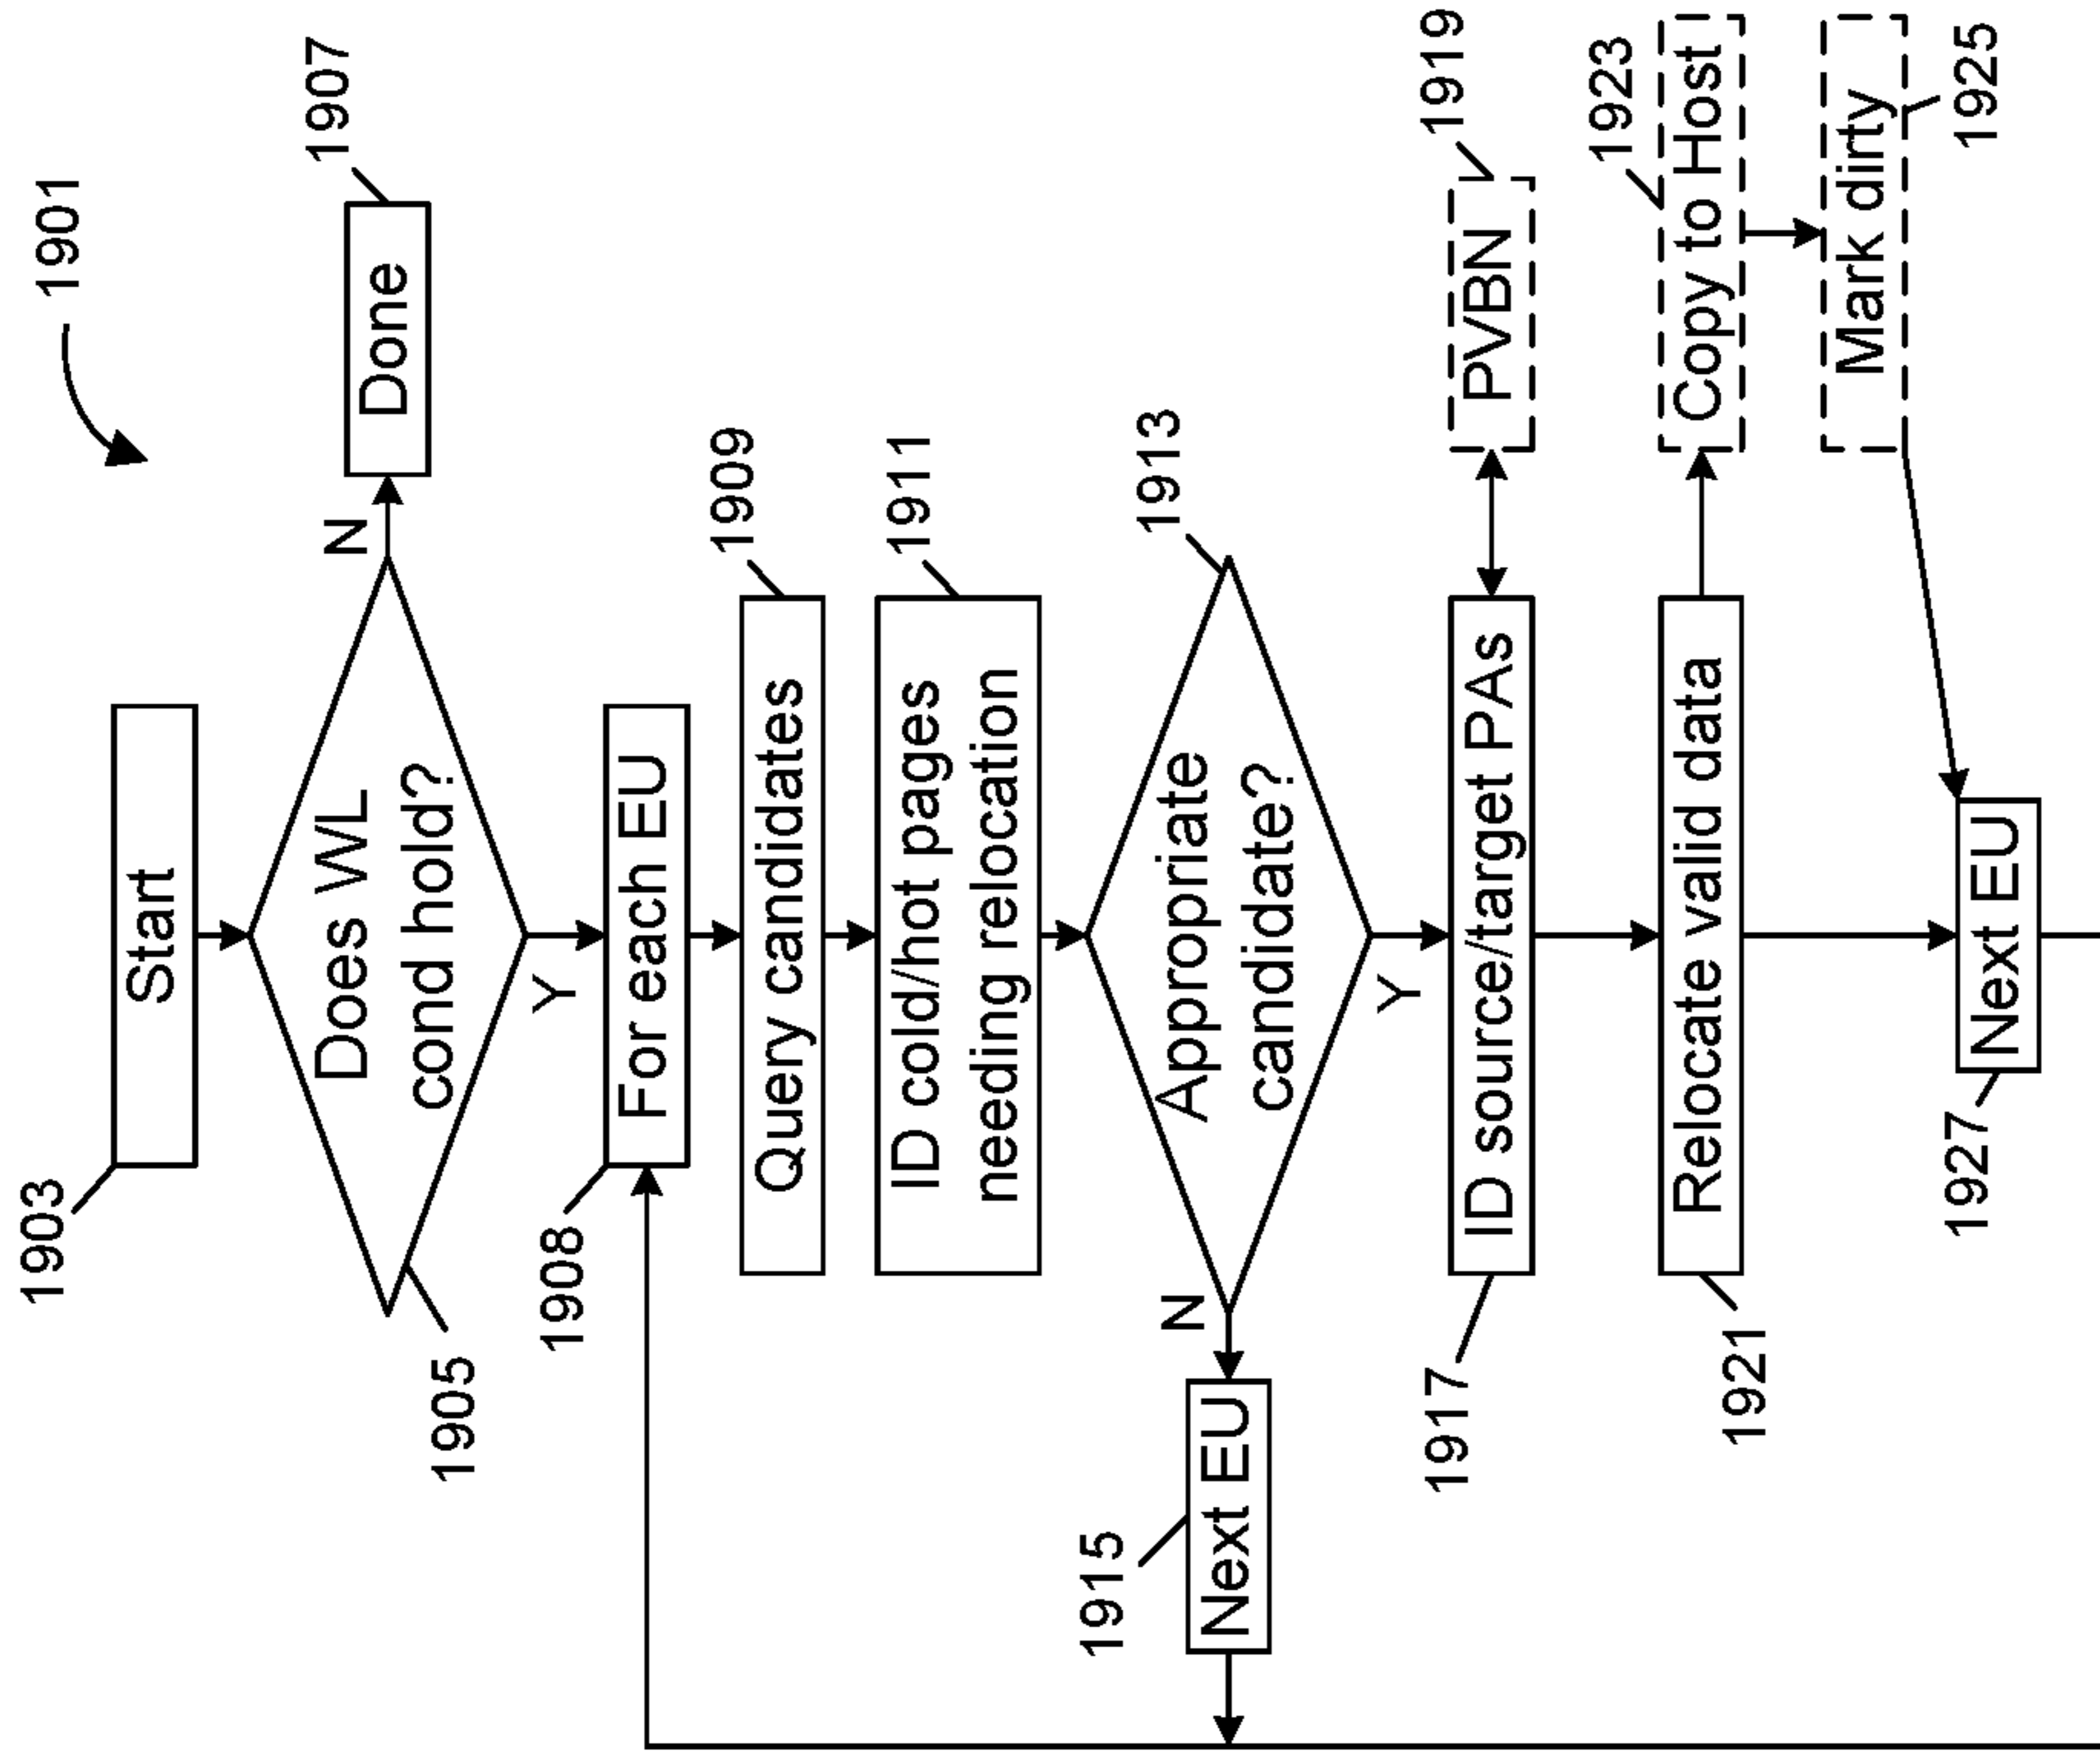 1901
1903
Start
1905
Does WL
cond hold?
N
1907
Done
Y
1908
For each EU
1909
Query candidates
1911
ID cold/hot pages
needing relocation
1913
Appropriate
candidate?
N
1915
Next EU
Y
1917
ID source/target PAs
1919
PVBN
1921
Relocate valid data
1923
Copy to Host
Mark dirty
1925
1927
Next EU